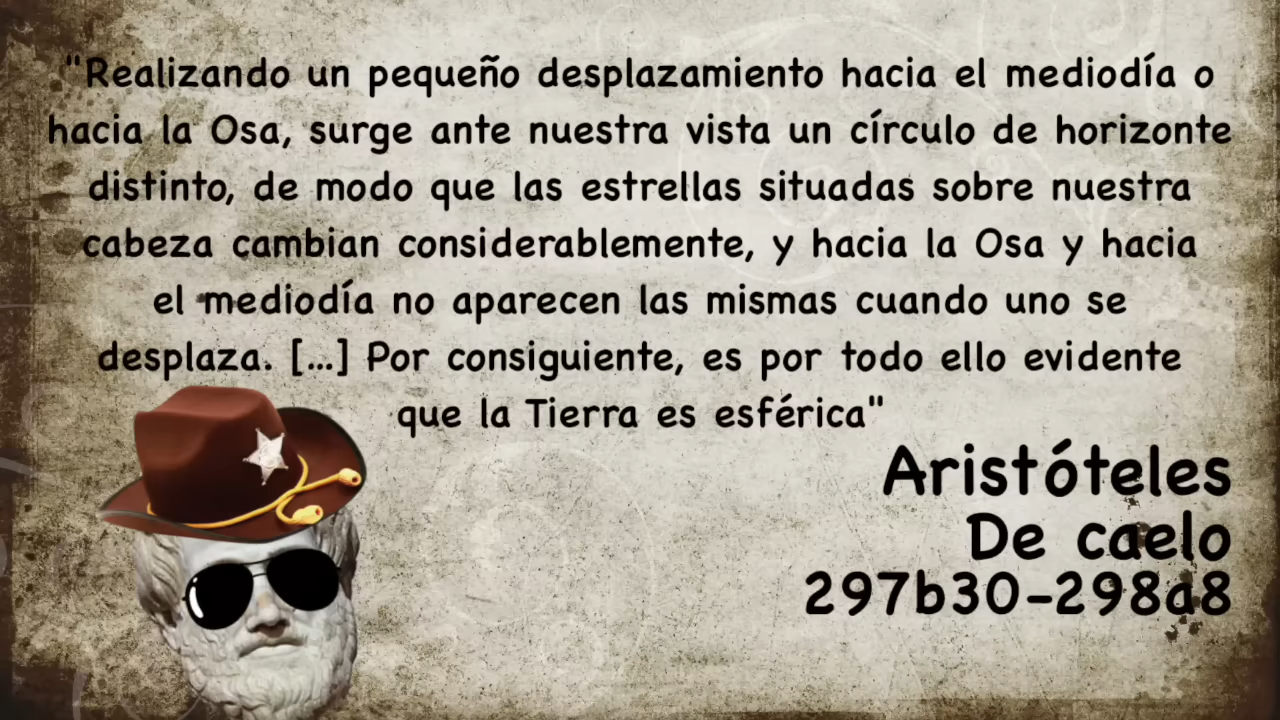 "Realizando un pequeño desplazamiento hacia el mediodía o
hacia la Osa, surge ante nuestra vista un círculo de horizonte
distinto, de modo que las estrellas situadas sobre nuestra
cabeza cambian considerablemente, y hacia la Osa y hacia
el mediodía no aparecen las mismas cuando uno se
desplaza. [...] Por consiguiente, es por todo ello evidente
que la Tierra es esférica"
Aristóteles
De caelo
297b30-298a8